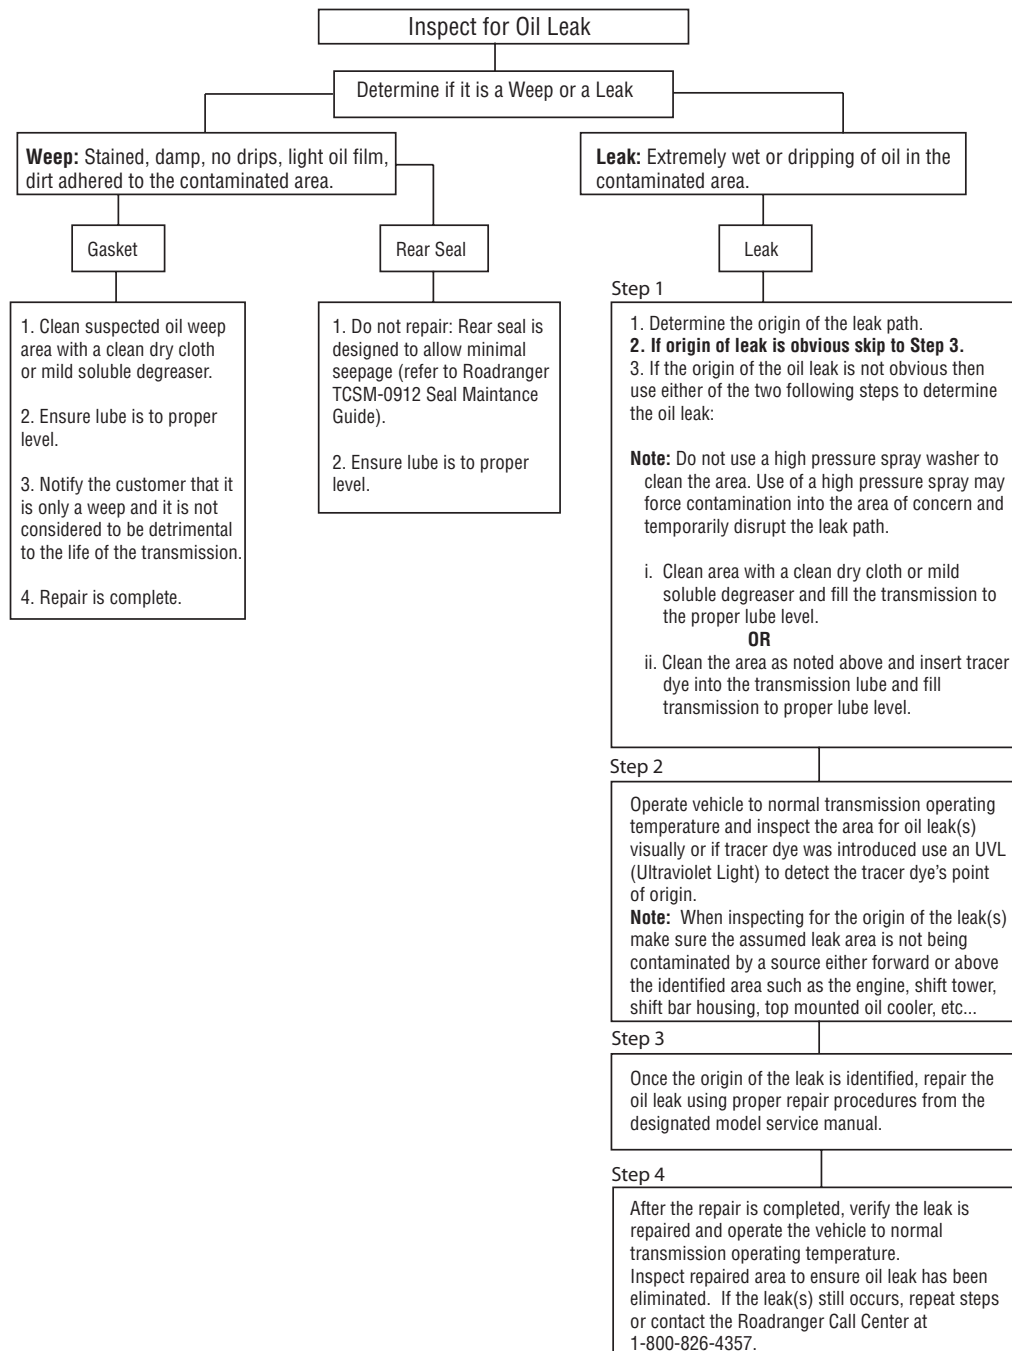 Inspect for Oil Leak
Determine if it is a Weep or a Leak
Weep: Stained, damp, no drips, light oil film,
dirt adhered to the contaminated area.
Gasket
1. Clean suspected oil weep
area with a clean dry cloth
or mild soluble degreaser.
2. Ensure lube is to proper
level.
3. Notify the customer that it
is only a weep and it is not
considered to be detrimental
to the life of the transmission.
4. Repair is complete.
Rear Seal
1. Do not repair: Rear seal is
designed to allow minimal
seepage (refer to Roadranger
TCSM-0912 Seal Maintance
Guide).
2. Ensure lube is to proper
level.
Leak: Extremely wet or dripping of oil in the
contaminated area.
Leak
Step 1
1. Determine the origin of the leak path.
2. If origin of leak is obvious skip to Step 3.
3. If the origin of the oil leak is not obvious then
use either of the two following steps to determine
the oil leak:
Note: Do not use a high pressure spray washer to
clean the area. Use of a high pressure spray may
force contamination into the area of concern and
temporarily disrupt the leak path.
i. Clean area with a clean dry cloth or mild
soluble degreaser and fill the transmission to
the proper lube level.
OR
ii. Clean the area as noted above and insert tracer
dye into the transmission lube and fill
transmission to proper lube level.
Step 2
Operate vehicle to normal transmission operating
temperature and inspect the area for oil leak(s)
visually or if tracer dye was introduced use an UVL
(Ultraviolet Light) to detect the tracer dye's point
of origin.
Note: When inspecting for the origin of the leak(s)
make sure the assumed leak area is not being
contaminated by a source either forward or above
the identified area such as the engine, shift tower,
shift bar housing, top mounted oil cooler, etc...
Step 3
Once the origin of the leak is identified, repair the
oil leak using proper repair procedures from the
designated model service manual.
Step 4
After the repair is completed, verify the leak is
repaired and operate the vehicle to normal
transmission operating temperature.
Inspect repaired area to ensure oil leak has been
eliminated. If the leak(s) still occurs, repeat steps
or contact the Roadranger Call Center at
1-800-826-4357.